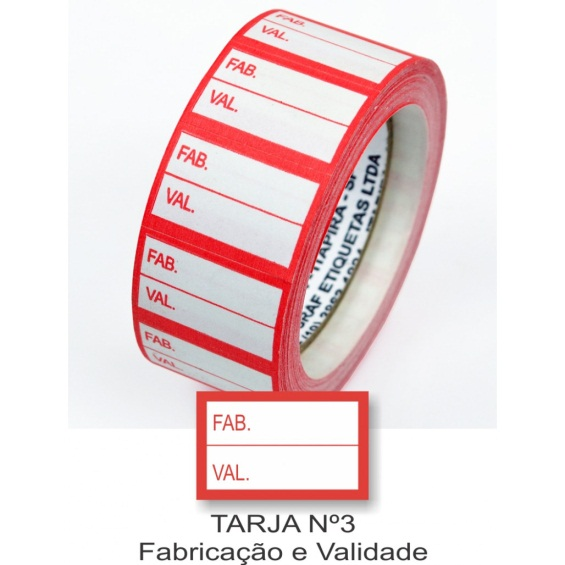 FAB.
VAL.
FAB.
VAL.
FAB.
VAL.
FAB.
VAL.
FAB.
VAL.
ITAPIRA - SP
GRAF ETIQUETAS LTDA
FAB.
VAL.
TARJA Nº3
Fabricação e Validade